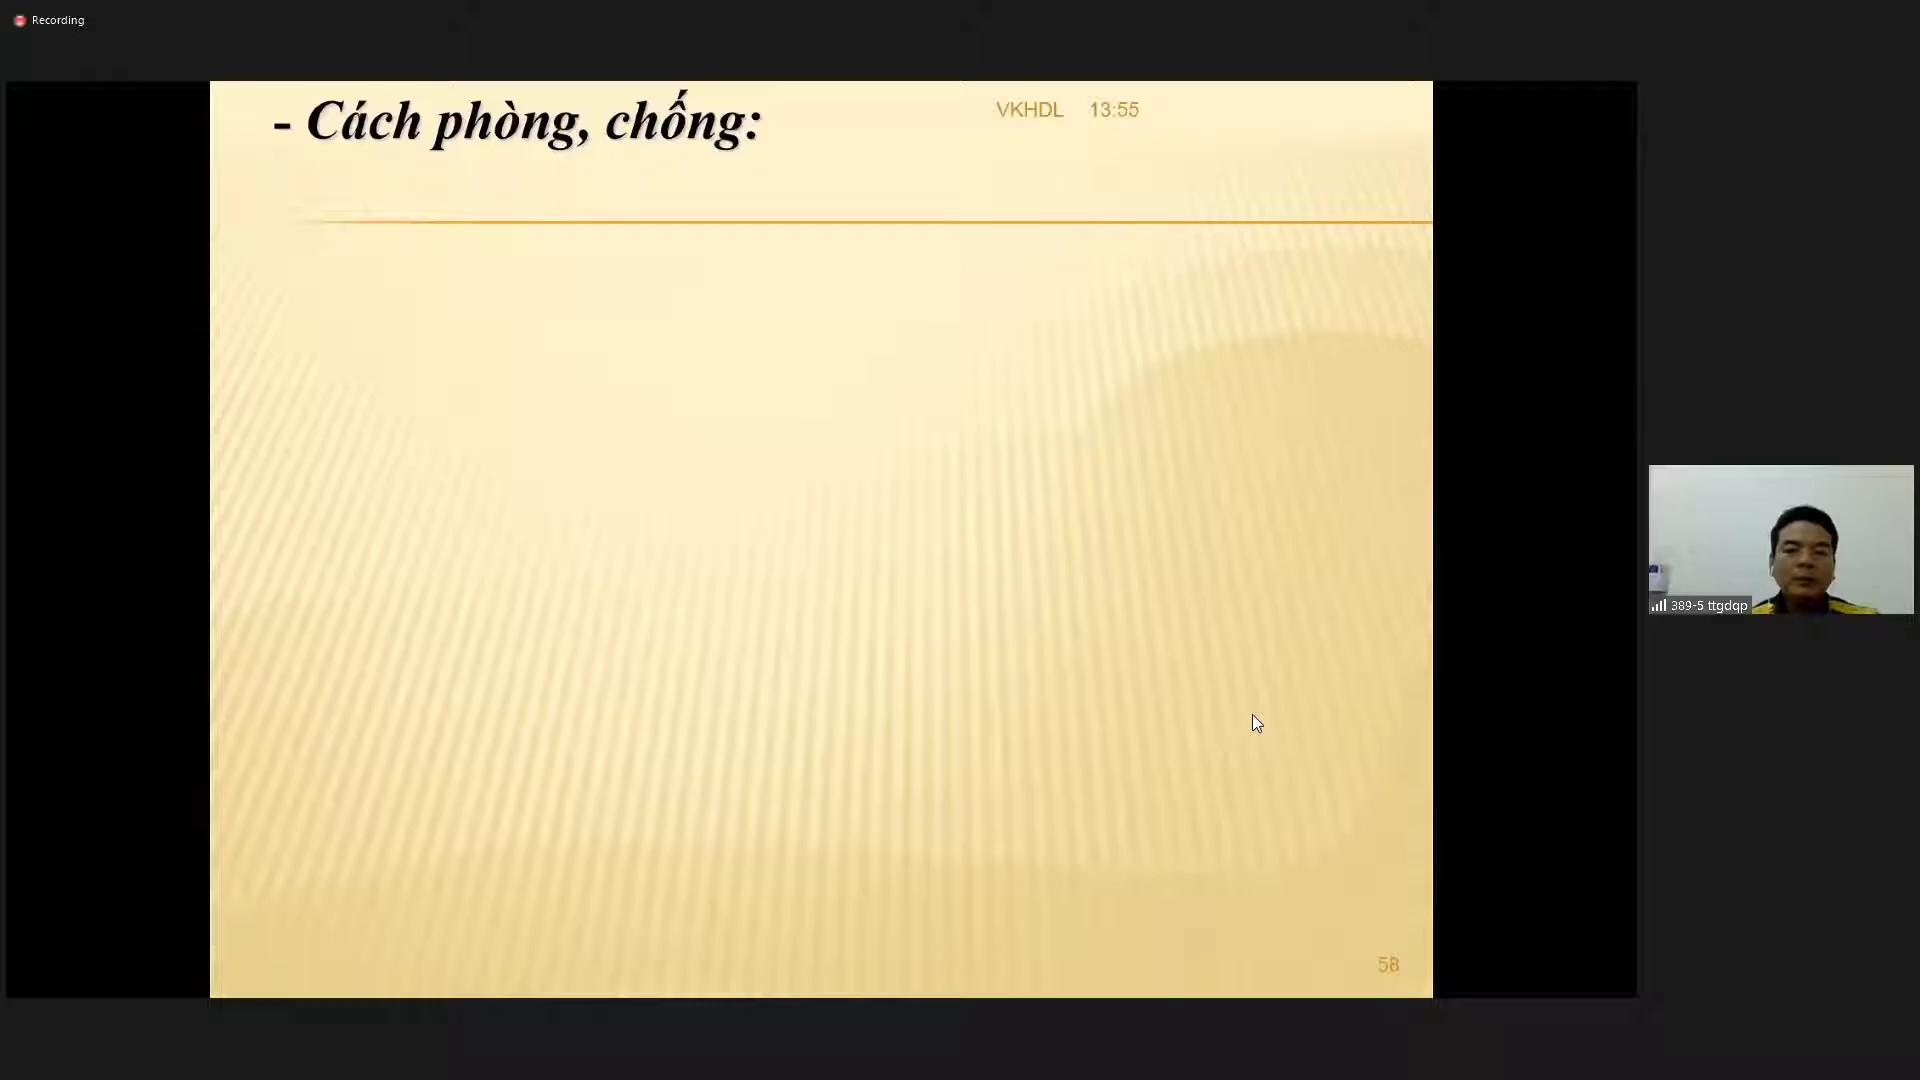 Recording
- Cách phòng, chống:
VKHDL 13:55
389-5 ttgdqp
58